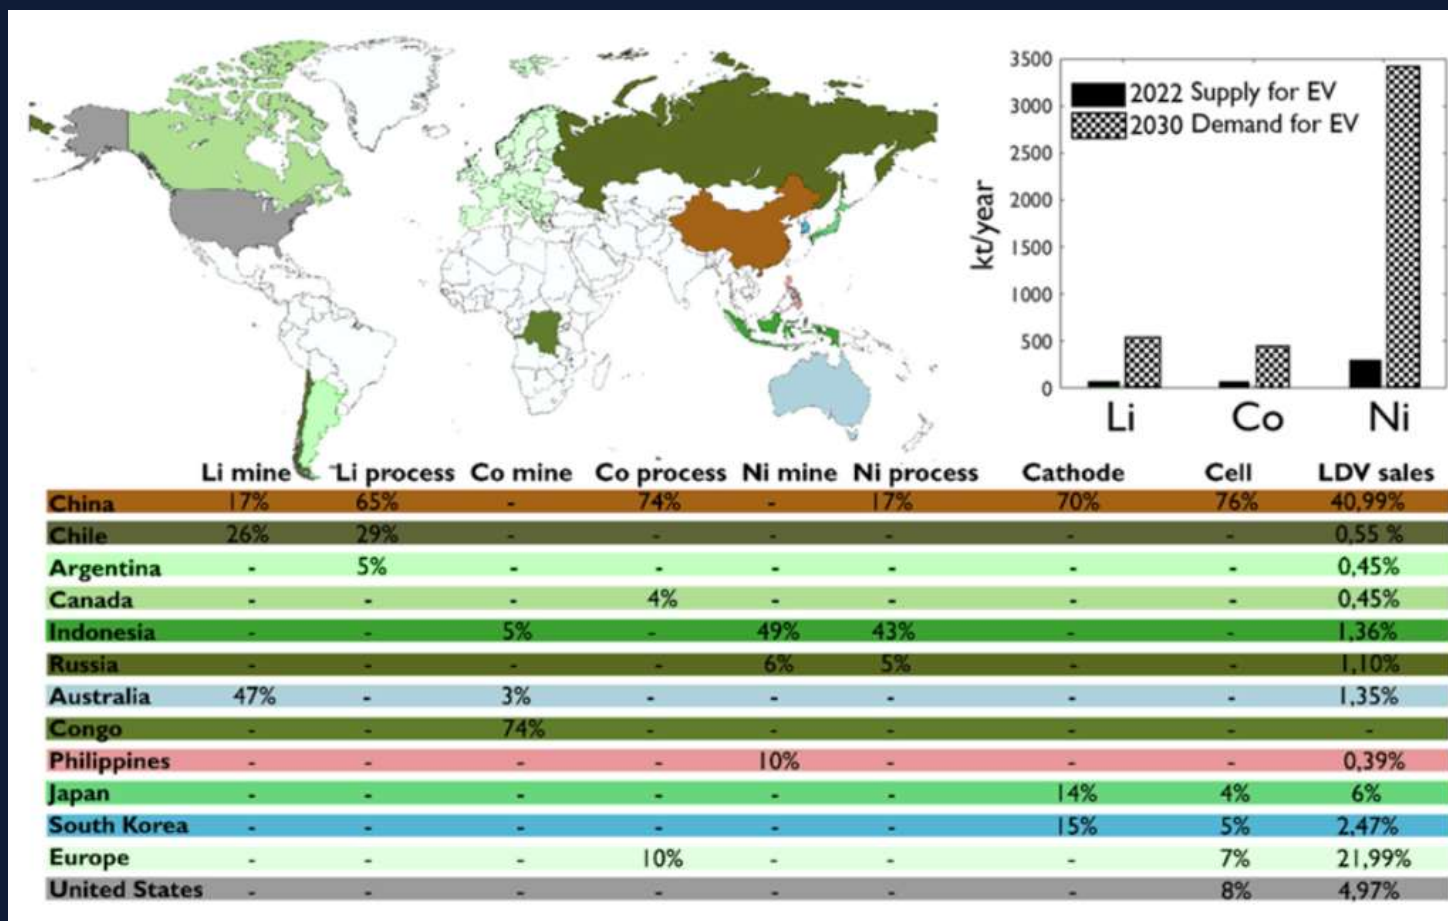 3500
3000
2500
2000
1500
1000
500
0
kt/year
2022 Supply for EV
2030 Demand for EV
Li Co Ni
Li mine Li process Co mine Co process Ni mine Ni process Cathode Cell LDV sales
China 17% 65% - 74% - 17% 70% 76% 40,99%
Chile 26% 29% - - - - - - 0,55 %
Argentina - 5% - - - - - - 0,45%
Canada - - - 4% - - - - 0,45%
Indonesia - - 5% - 49% 43% - - 1,36%
Russia - - - - 6% 5% - - 1,10%
Australia 47% - 3% - - - - - 1,35%
Congo - - 74% - - - - - -
Philippines - - - - 10% - - - 0,39%
Japan - - - - - - 14% 4% 6%
South Korea - - - - - - 15% 5% 2,47%
Europe - - - 10% - - - 7% 21,99%
United States - - - - - - - 8% 4,97%